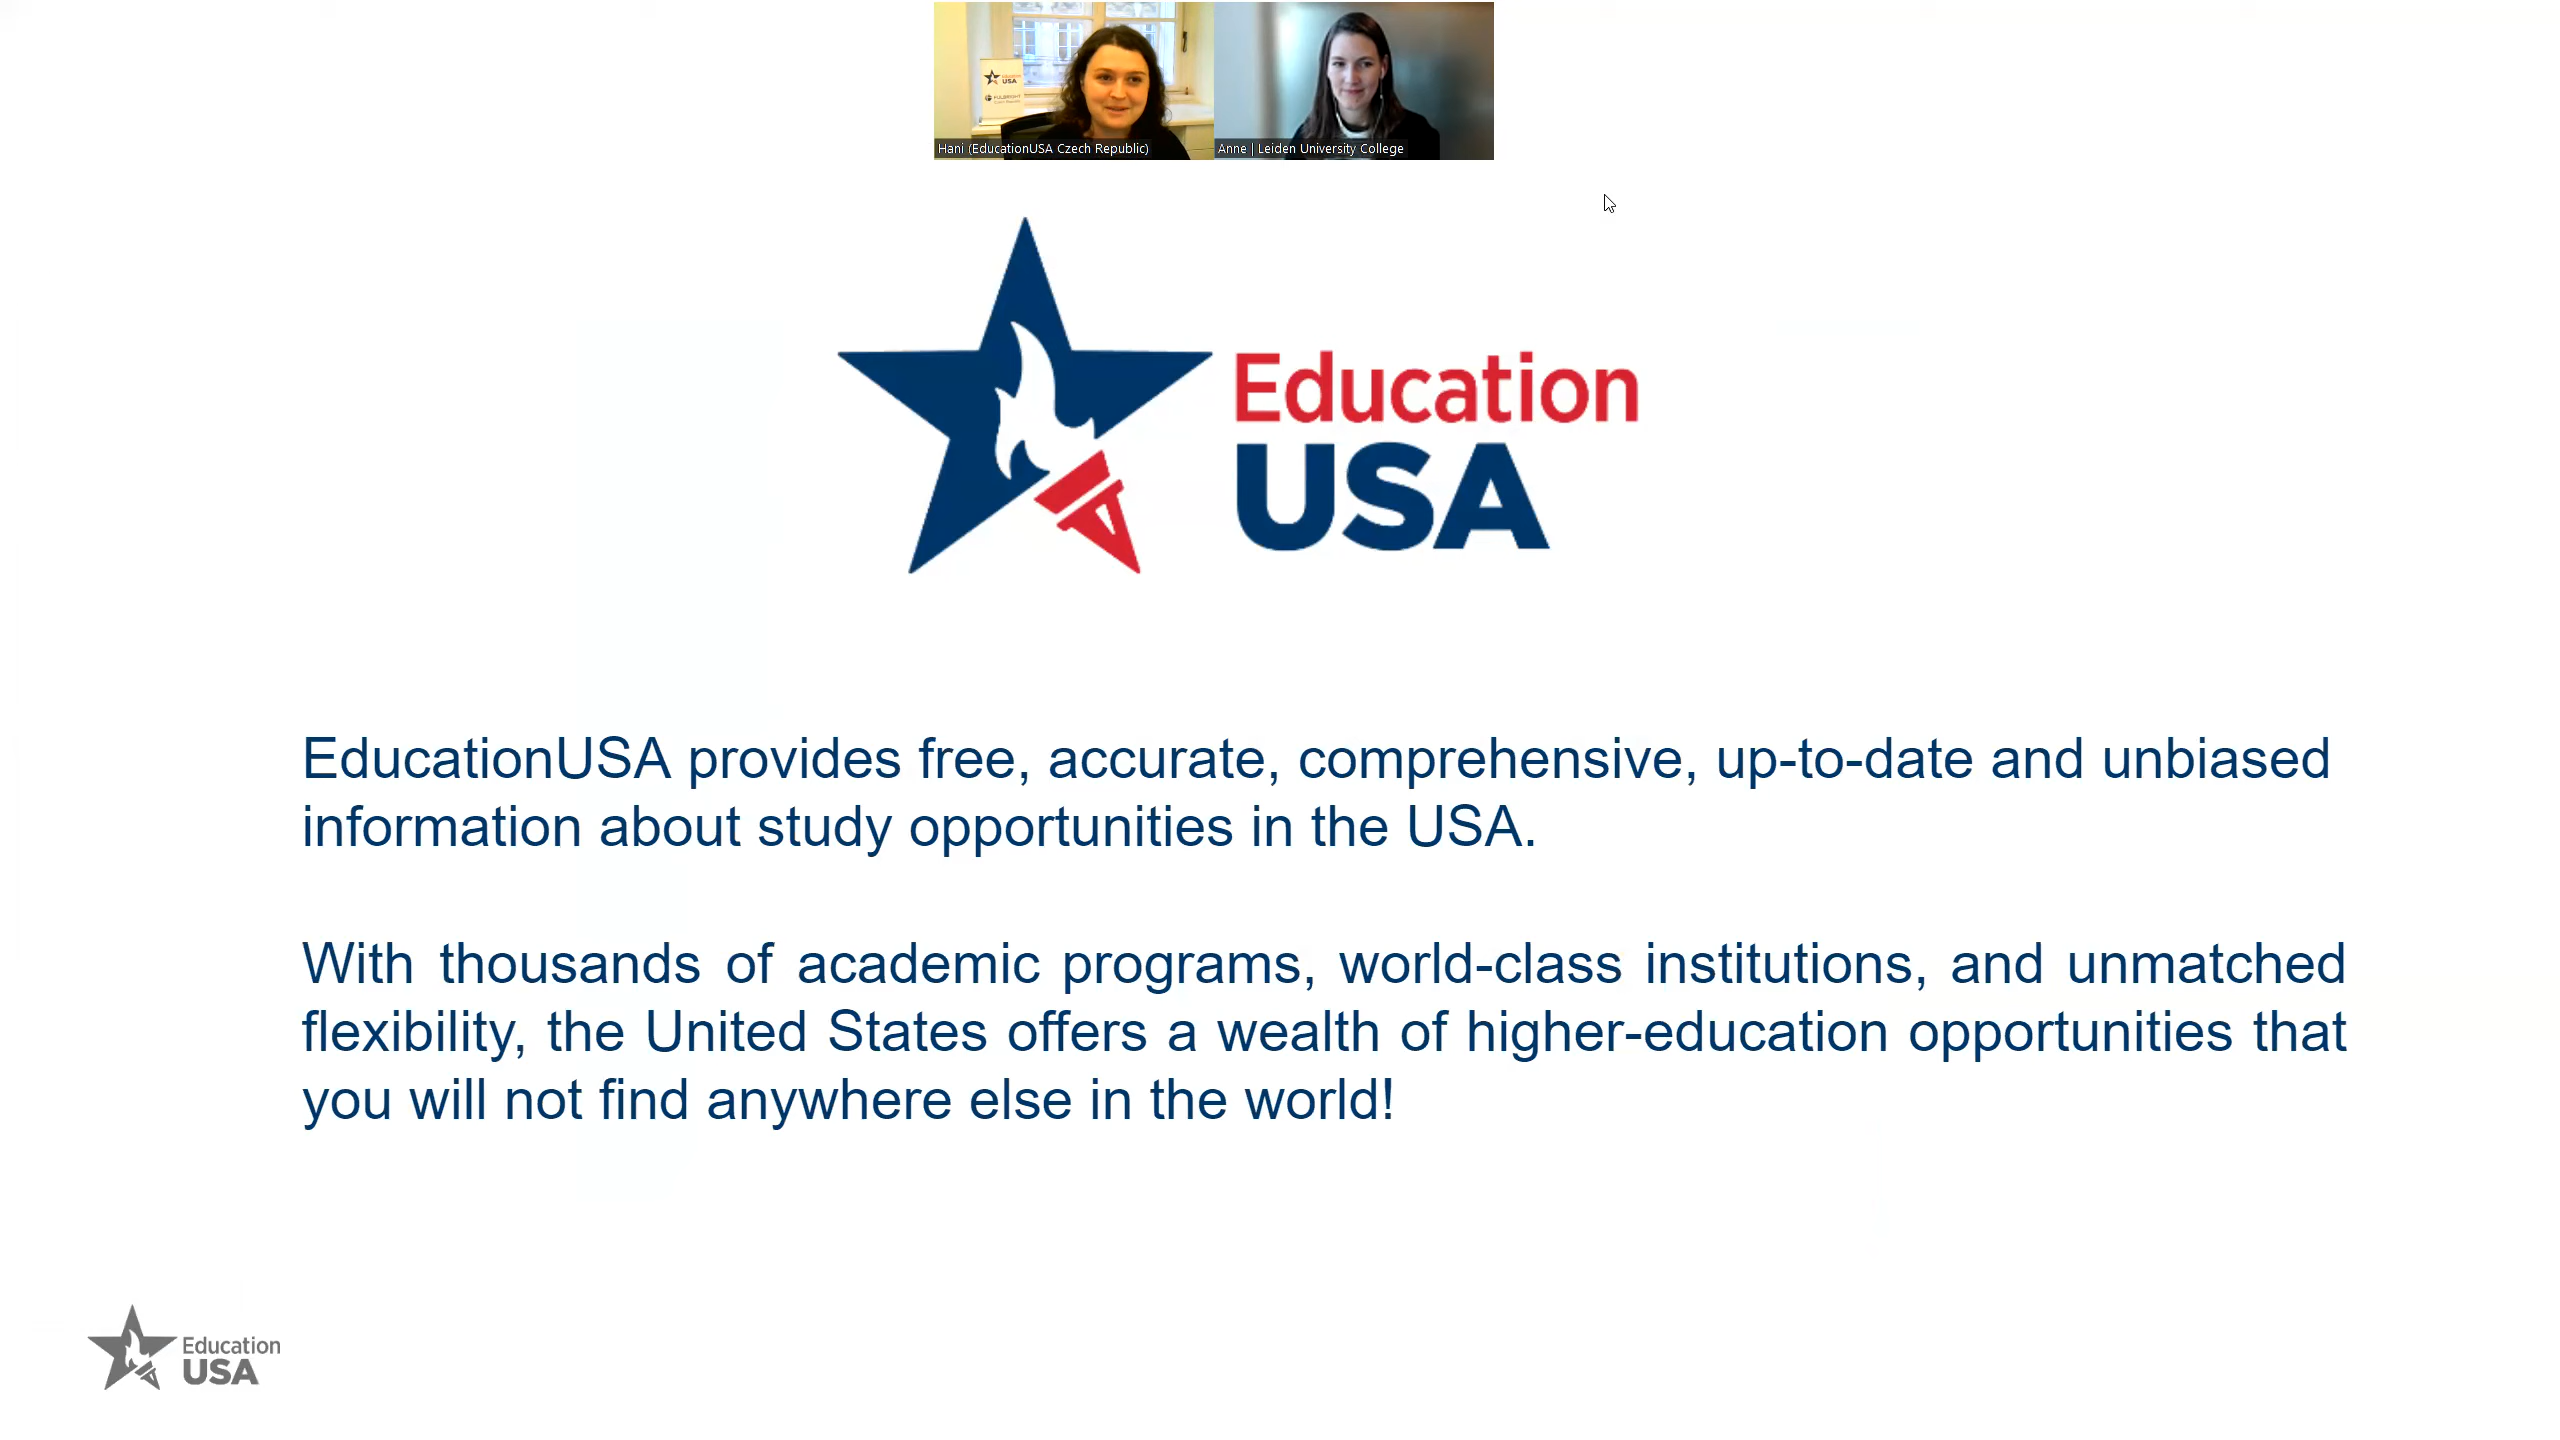 Education
USA
FULBRIGHT
Hani (EducationUSA Czech Republic)
Anne | Leiden University College
Education
USA
EducationUSA provides free, accurate, comprehensive, up-to-date and unbiased
information about study opportunities in the USA.
With thousands of academic programs, world-class institutions, and unmatched
flexibility, the United States offers a wealth of higher-education opportunities that
you will not find anywhere else in the world!
Education
USA